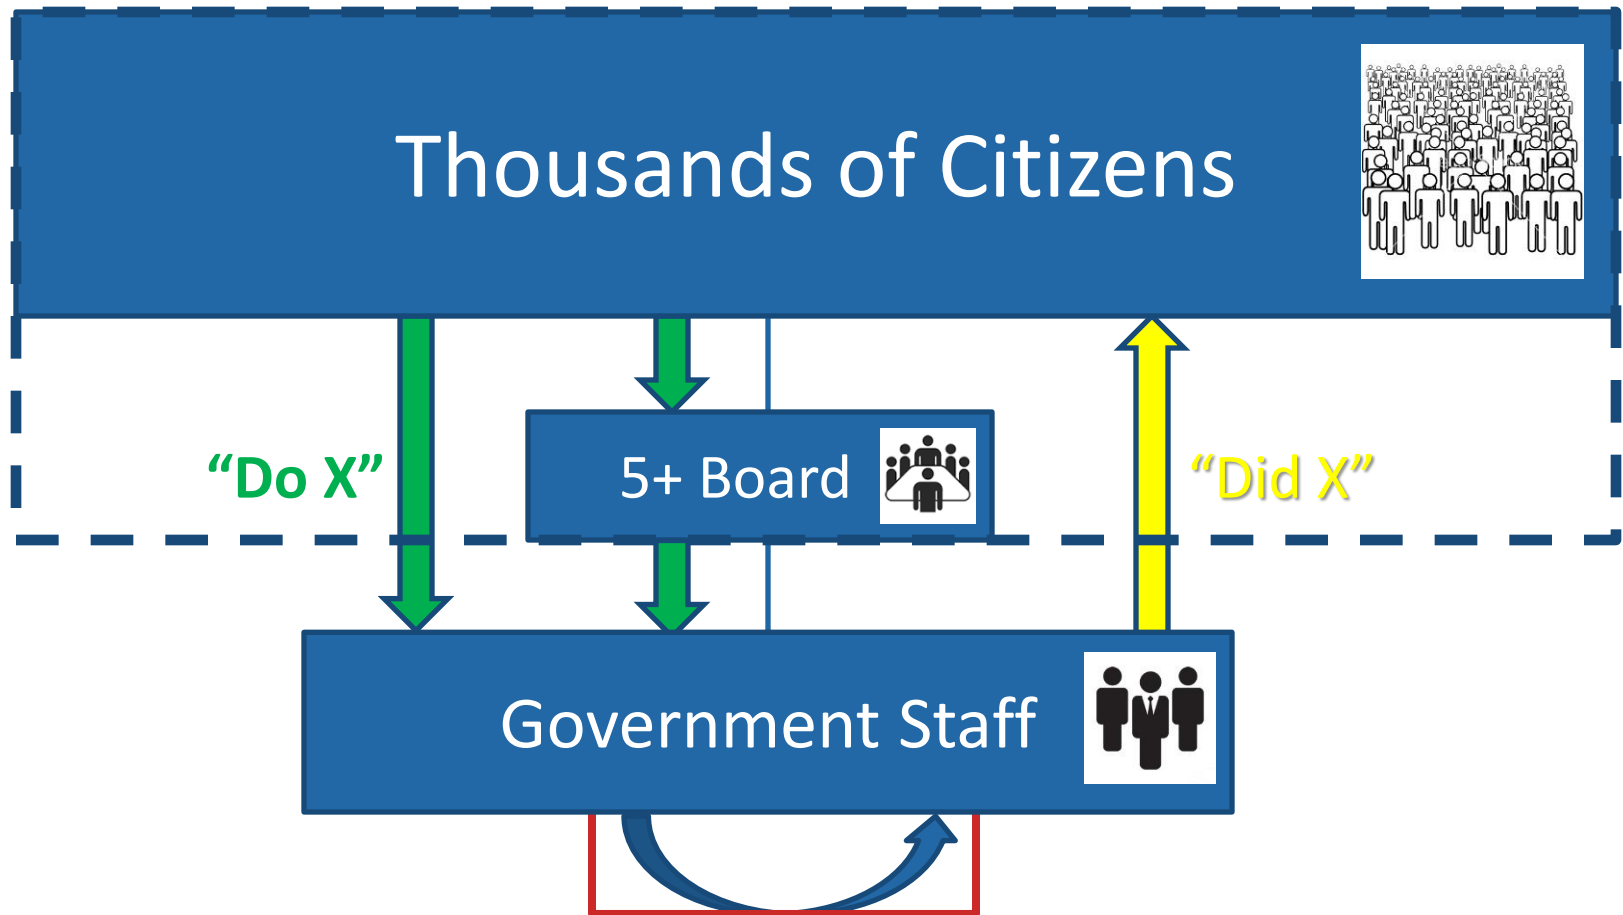 Thousands of Citizens
“Do X”
5+ Board
“Did X”
Government Staff